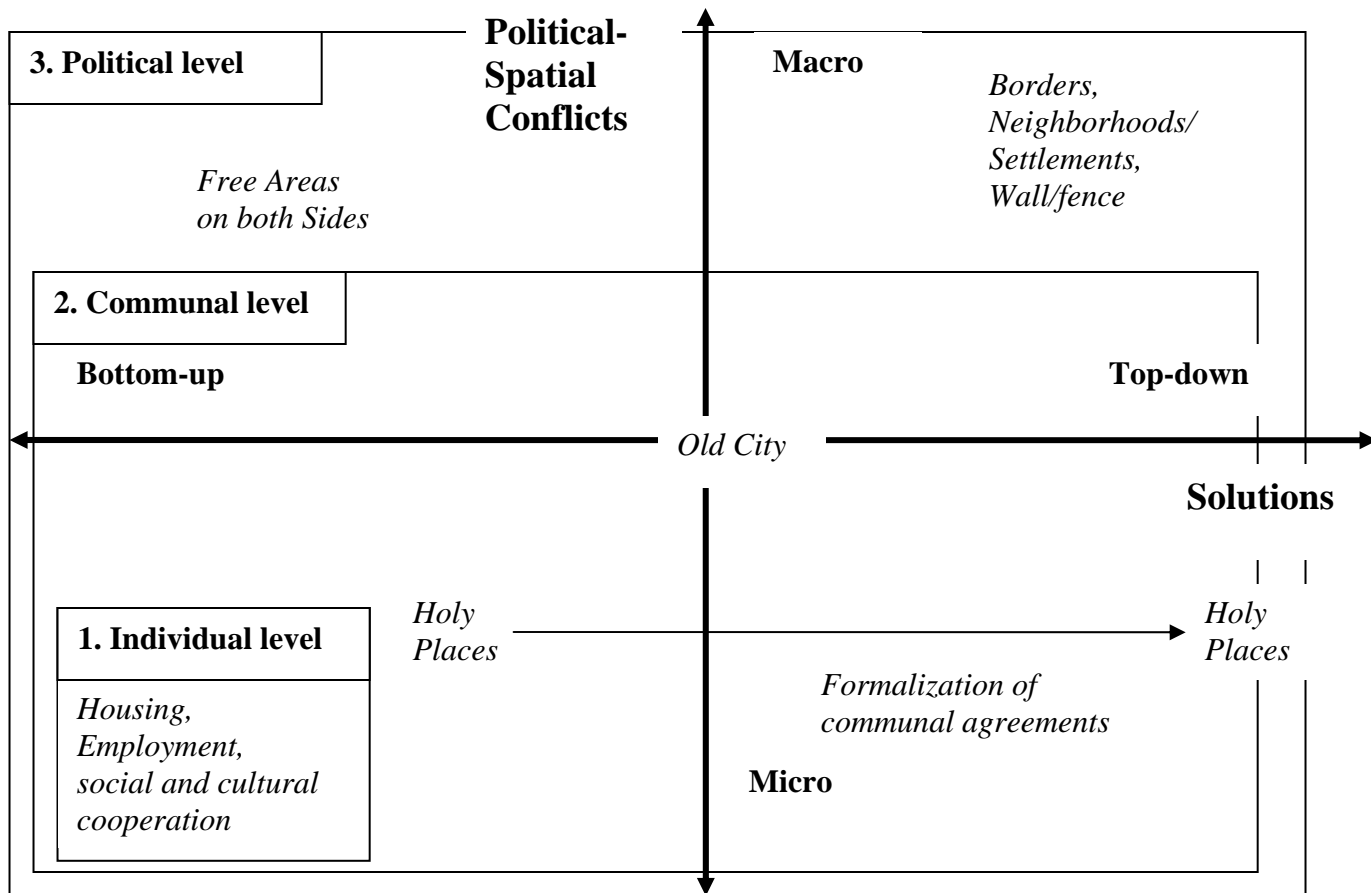 Political-
Spatial
Conflicts
3. Political level
Macro
Borders,
Neighborhoods/
Settlements,
Wall/fence
Free Areas
on both Sides
2. Communal level
Bottom-up
Top-down
Old City
Solutions
Holy
Places
Holy
Places
1. Individual level
Formalization of
communal agreements
Housing,
Employment,
social and cultural
cooperation
Micro